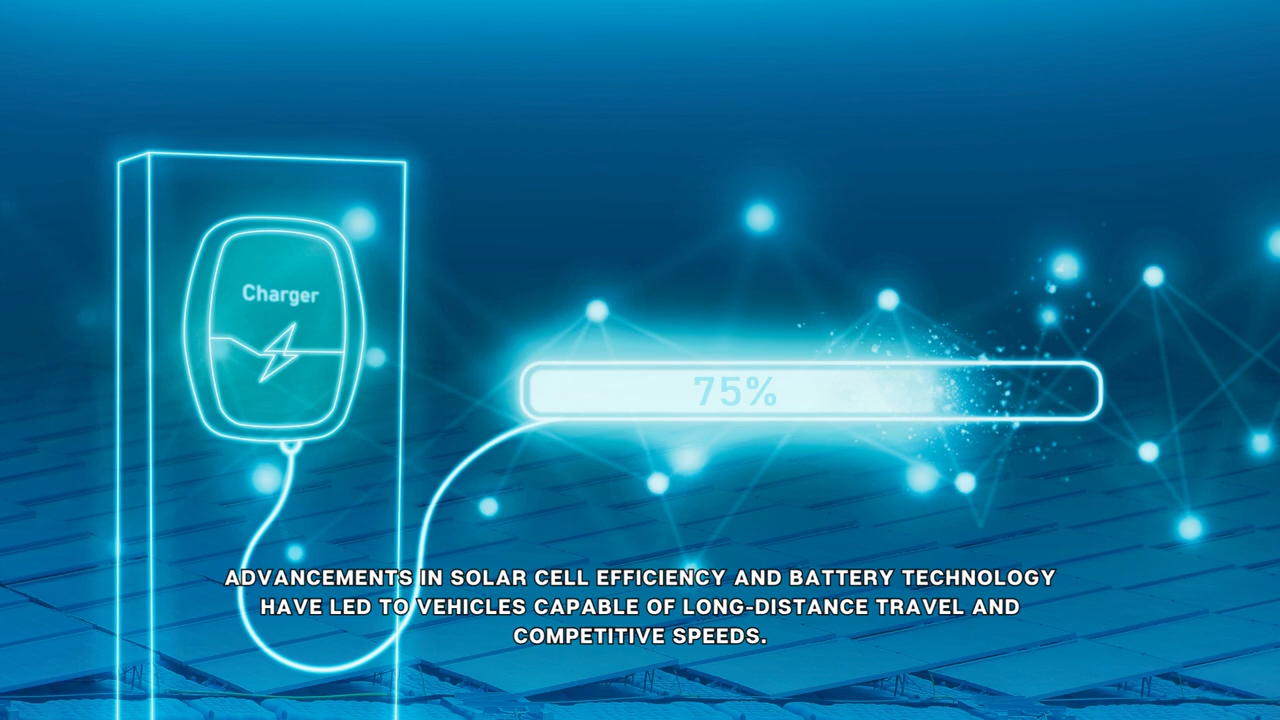 Charger
75%
ADVANCEMENTS IN SOLAR CELL EFFICIENCY AND BATTERY TECHNOLOGY
HAVE LED TO VEHICLES CAPABLE OF LONG-DISTANCE TRAVEL AND
COMPETITIVE SPEEDS.